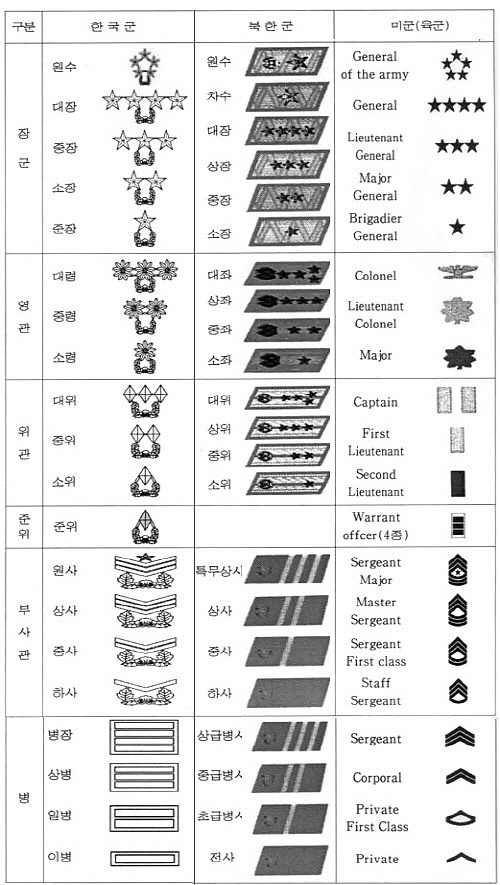 구분 한국군 북한군 미군(육군)
장군
원수 원수 General of the army
대장 차수 General
중장 대장 Lieutenant General
소장 상장 Major General
준장 중장 Brigadier General
소장
영관
대령 대좌 Colonel
중령 상좌 Lieutenant Colonel
소령 중좌 Major
소좌
위관
대위 대위 Captain
중위 상위 First Lieutenant
소위 중위 Second Lieutenant
소위
준위
준위 Warrant offcer(4종)
부사관
원사 특무상사 Sergeant Major
상사 상사 Master Sergeant
중사 중사 Sergeant First class
하사 하사 Staff Sergeant
병
병장 상급병사 Sergeant
상병 중급병사 Corporal
일병 초급병사 Private First Class
이병 전사 Private